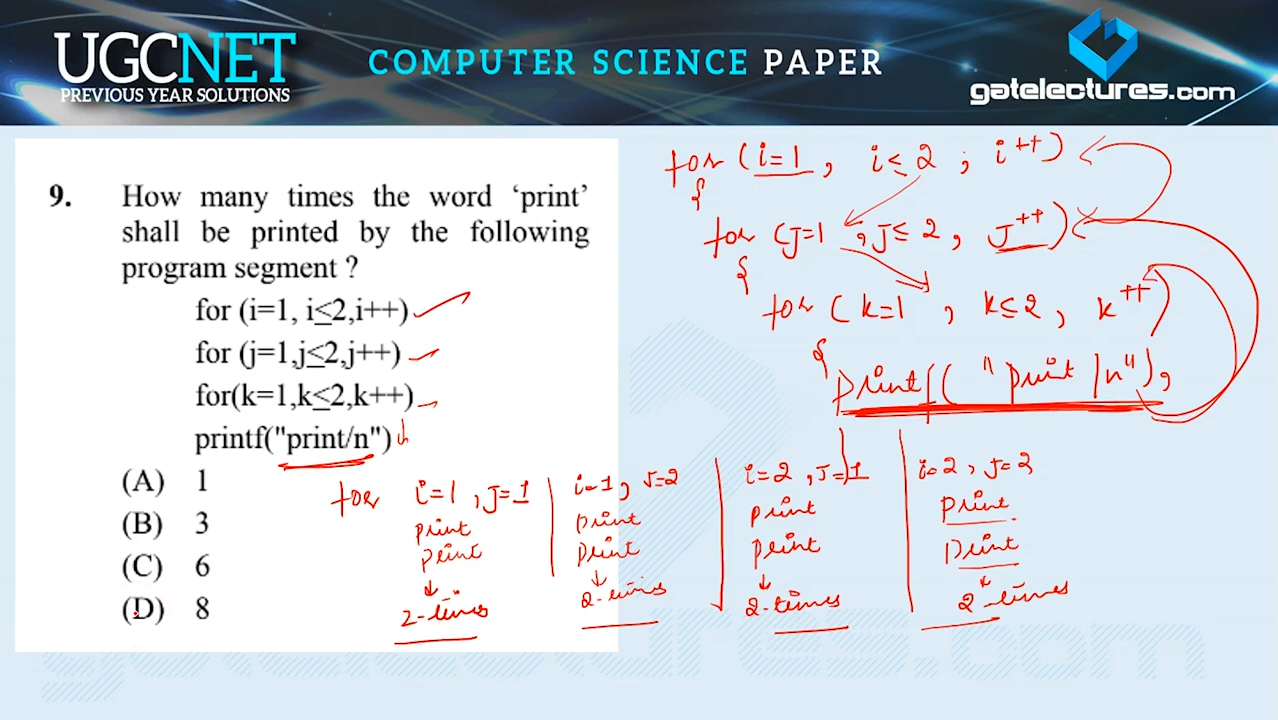 UGCNET
PREVIOUS YEAR SOLUTIONS
COMPUTER SCIENCE PAPER
gatelectures.com
9. How many times the word ‘print’
shall be printed by the following
program segment ?
for (i=1, i≤2,i++)
for (j=1,j≤2,j++)
for(k=1,k≤2,k++)
printf("print/n")
(A) 1
(B) 3
(C) 6
(D) 8
for (i=1, i≤2; i++)
{
for (J=1, J≤2, J++)
{
for (k=1, k≤2, k++)
{
printf( "print /n");
for i=1, J=1
print
print
2-times
i=1, J=2
print
print
2-times
i=2, J=1
print
print
2-times
i=2, J=2
print
print
2-times
gatelectures.com